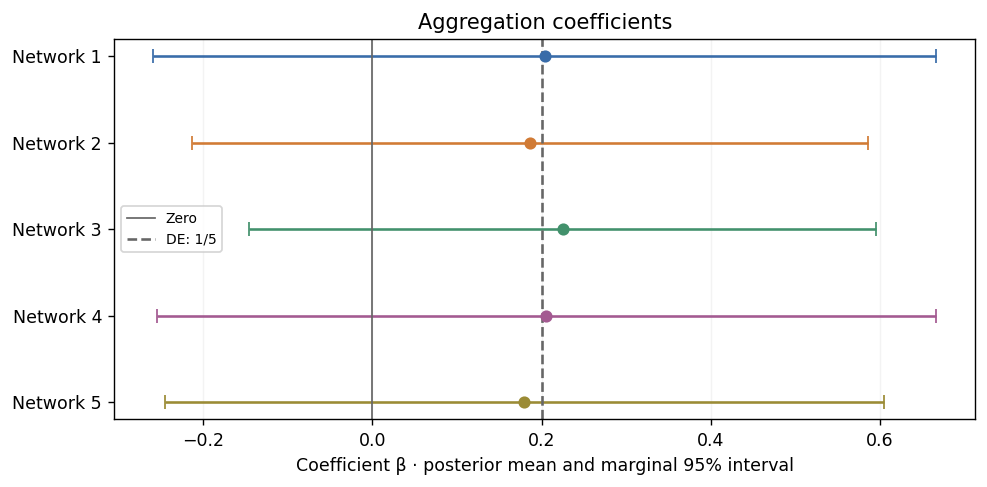 Aggregation coefficients
Network 1
Network 2
Network 3
Network 4
Network 5
Zero
DE: 1/5
−0.2 0.0 0.2 0.4 0.6
Coefficient β · posterior mean and marginal 95% interval